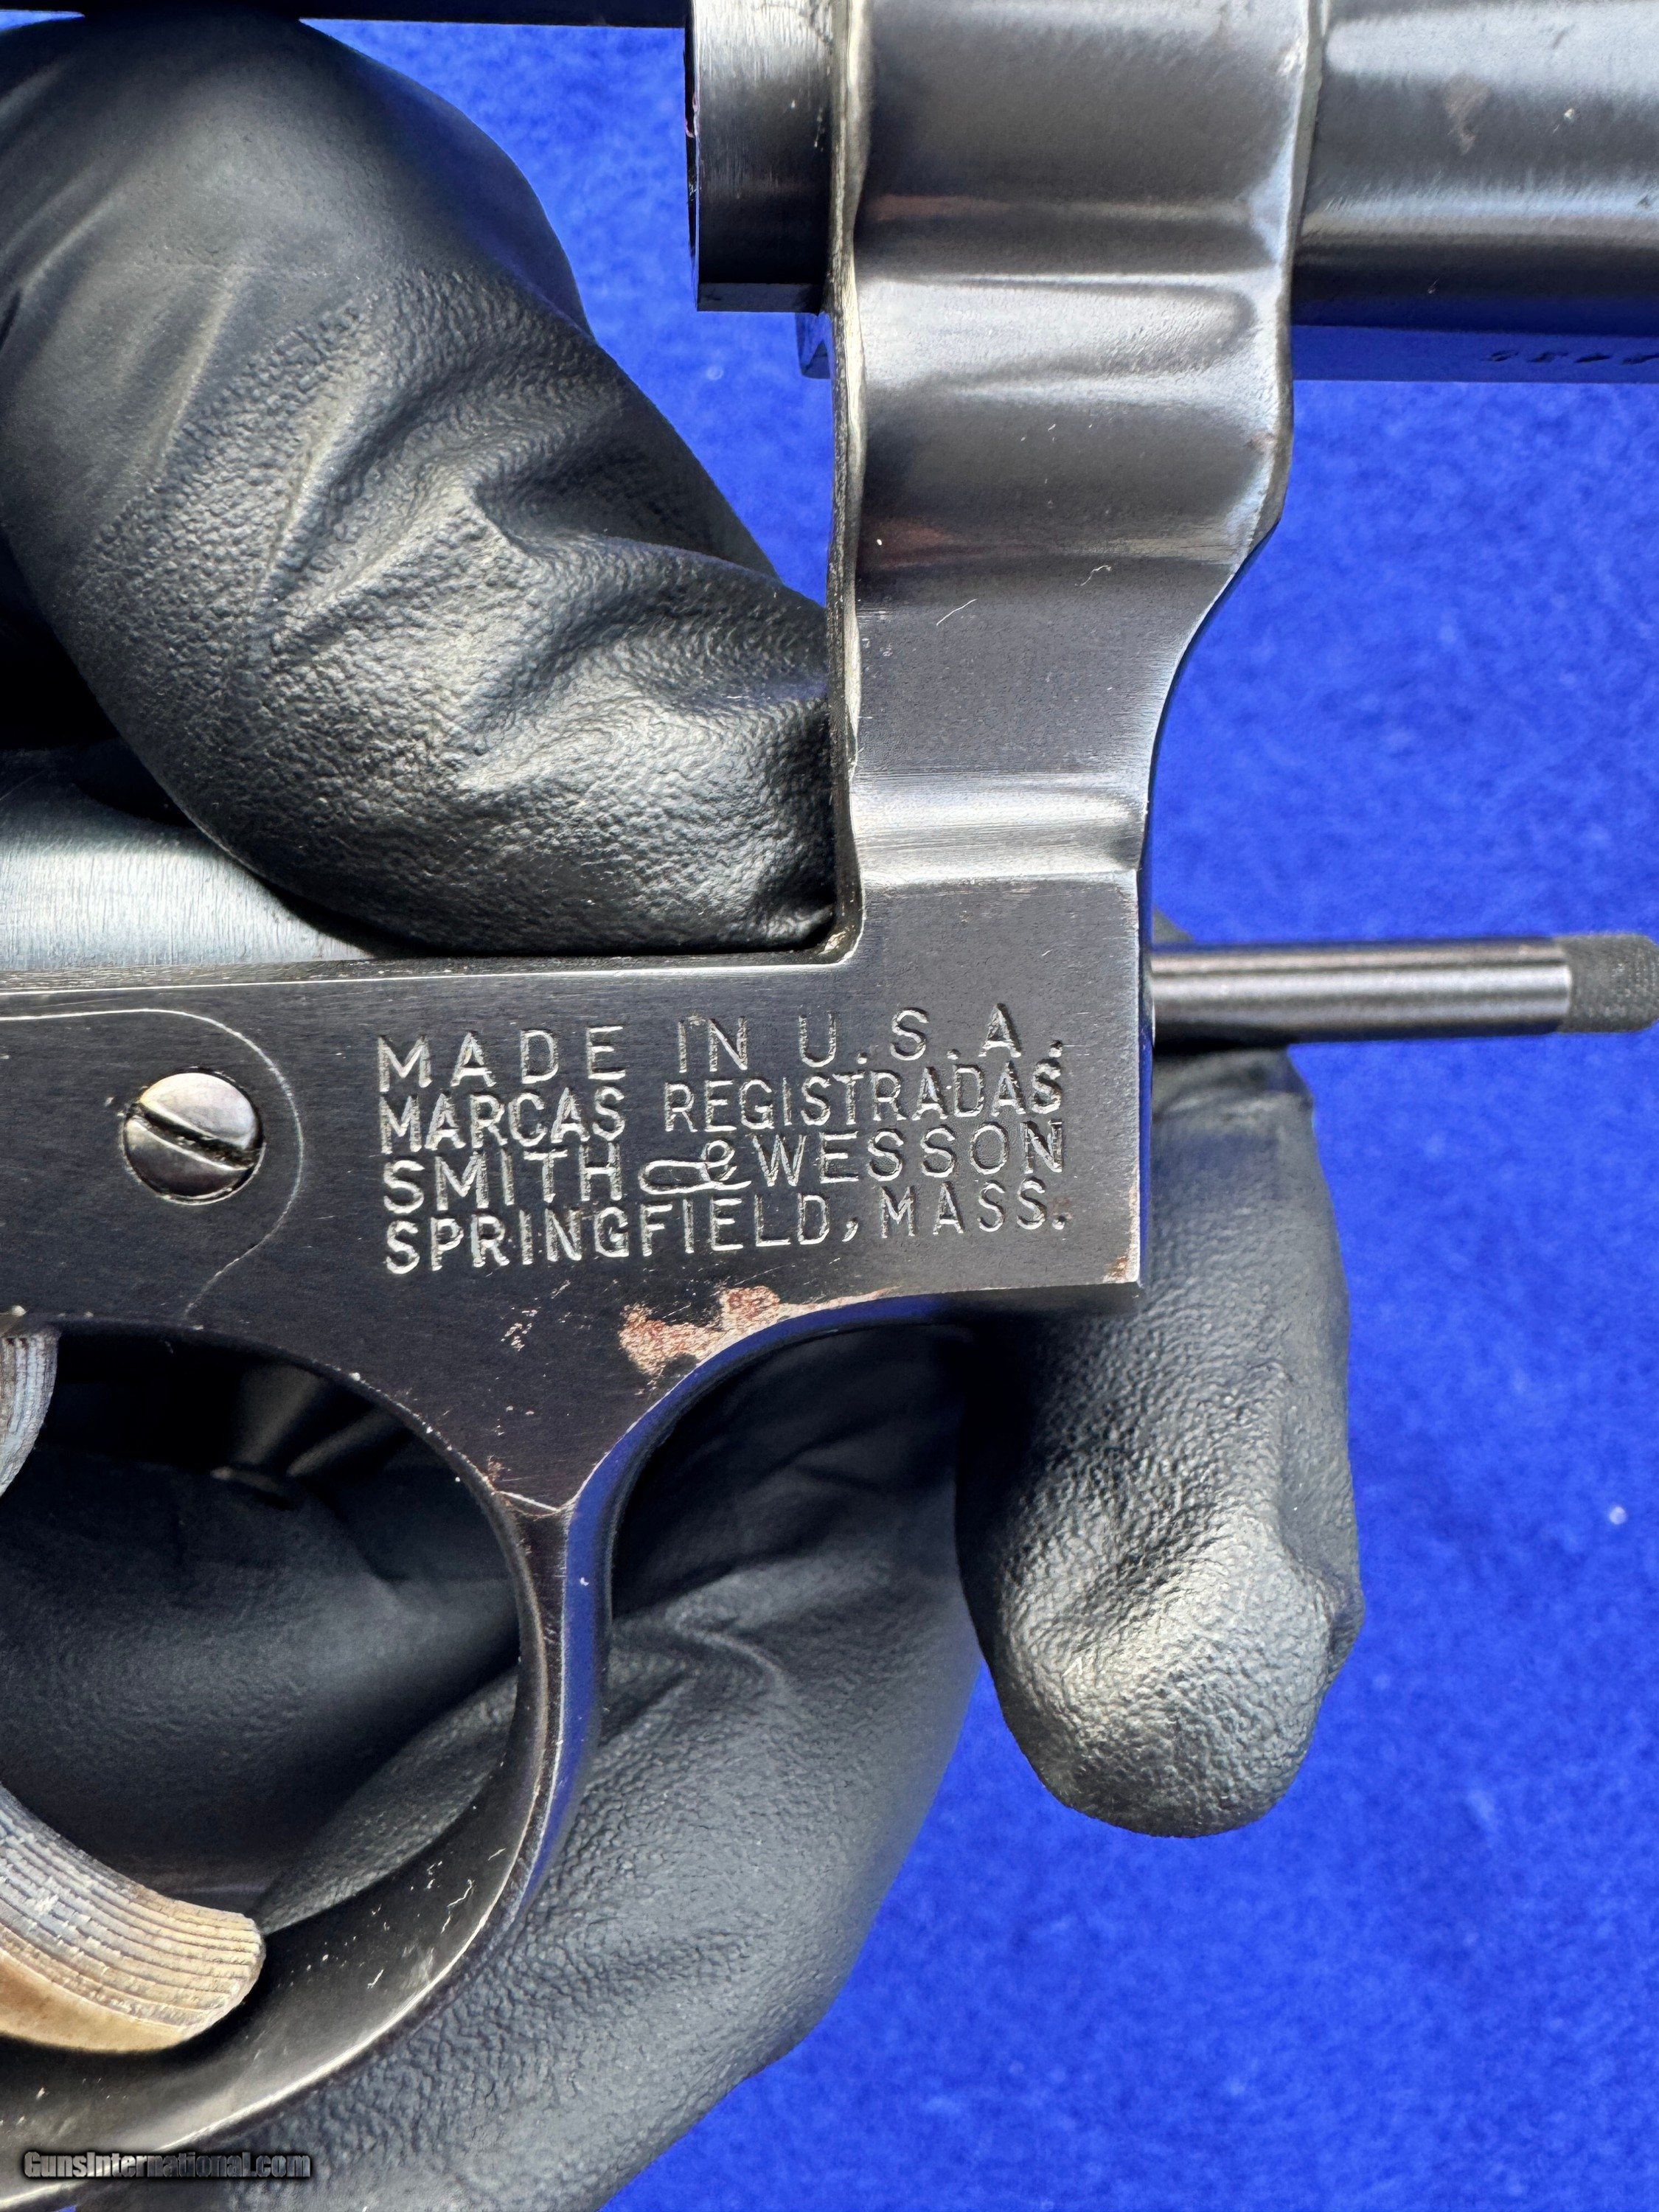 MADE IN U.S.A.
MARCAS REGISTRADAS
SMITH & WESSON
SPRINGFIELD, MASS.
GunsInternational.com